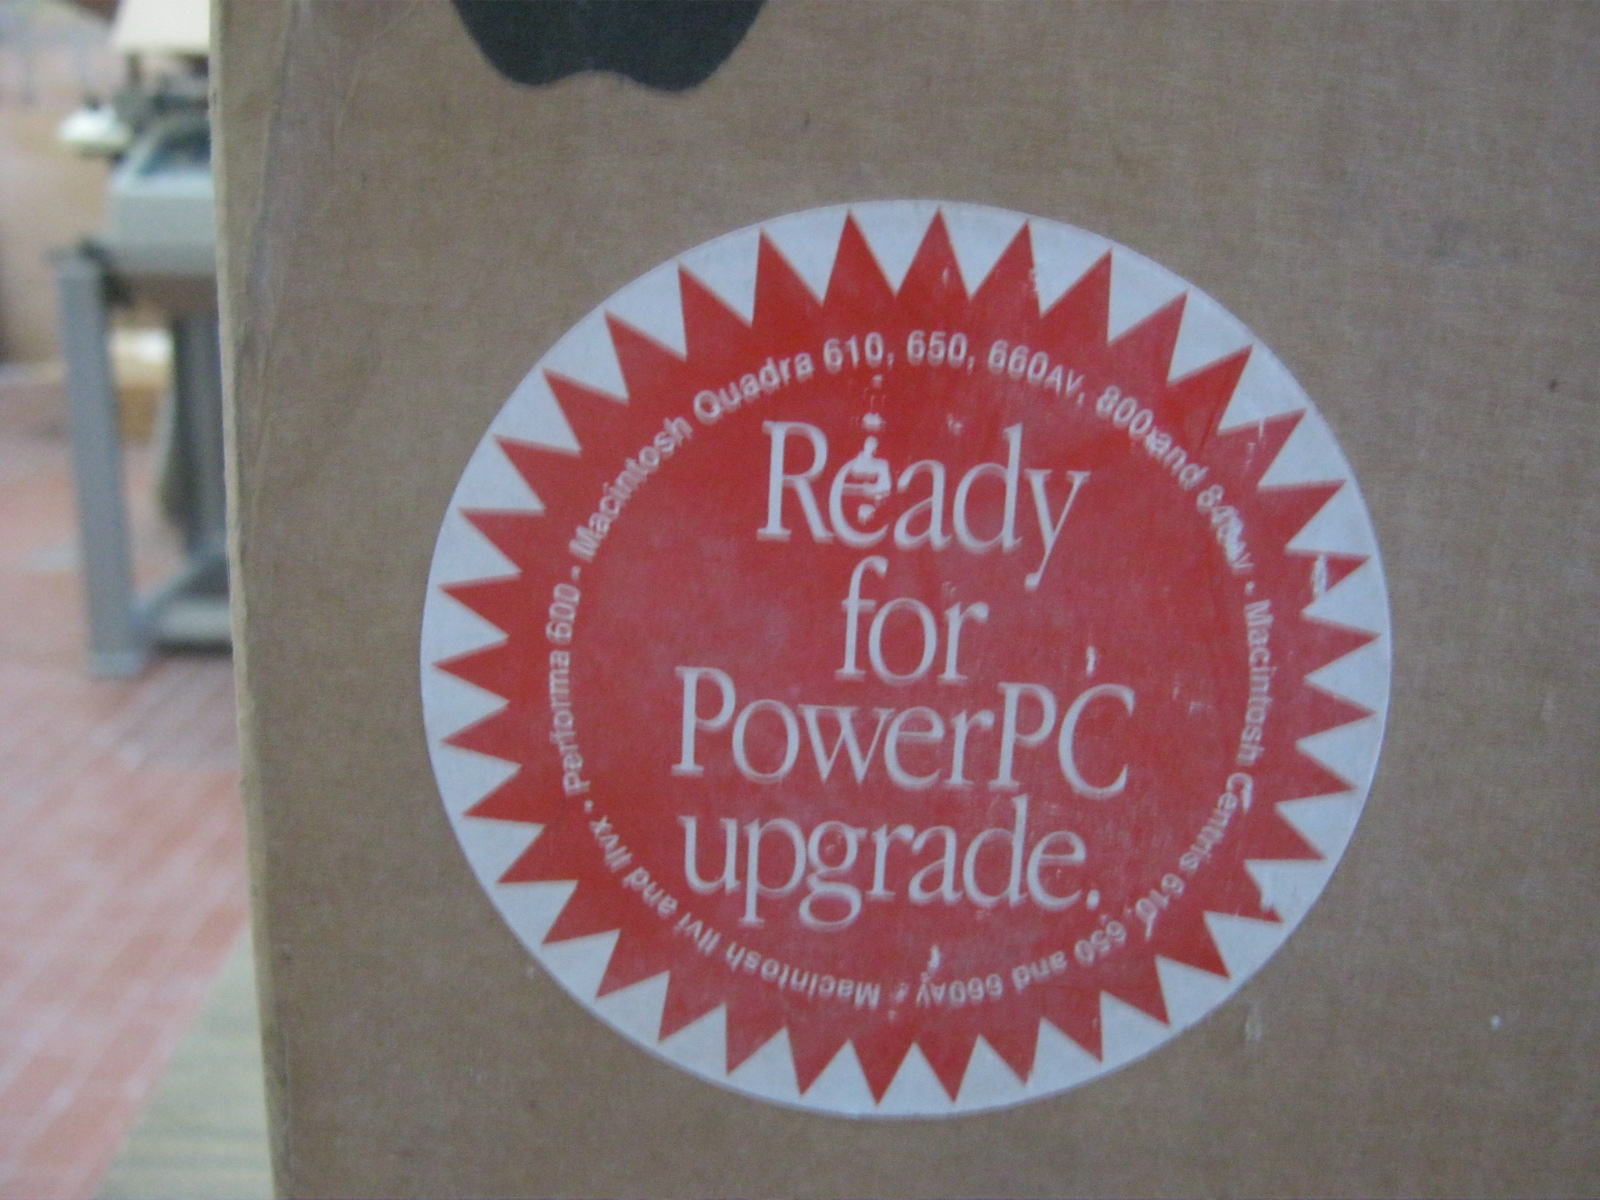 Macintosh Quadra 610, 650, 660AV, 800 and 840AV • Macintosh Centris 610, 650 and 660AV • Macintosh IIvi and IIvx • Performa 600 •
Ready
for
PowerPC
upgrade.